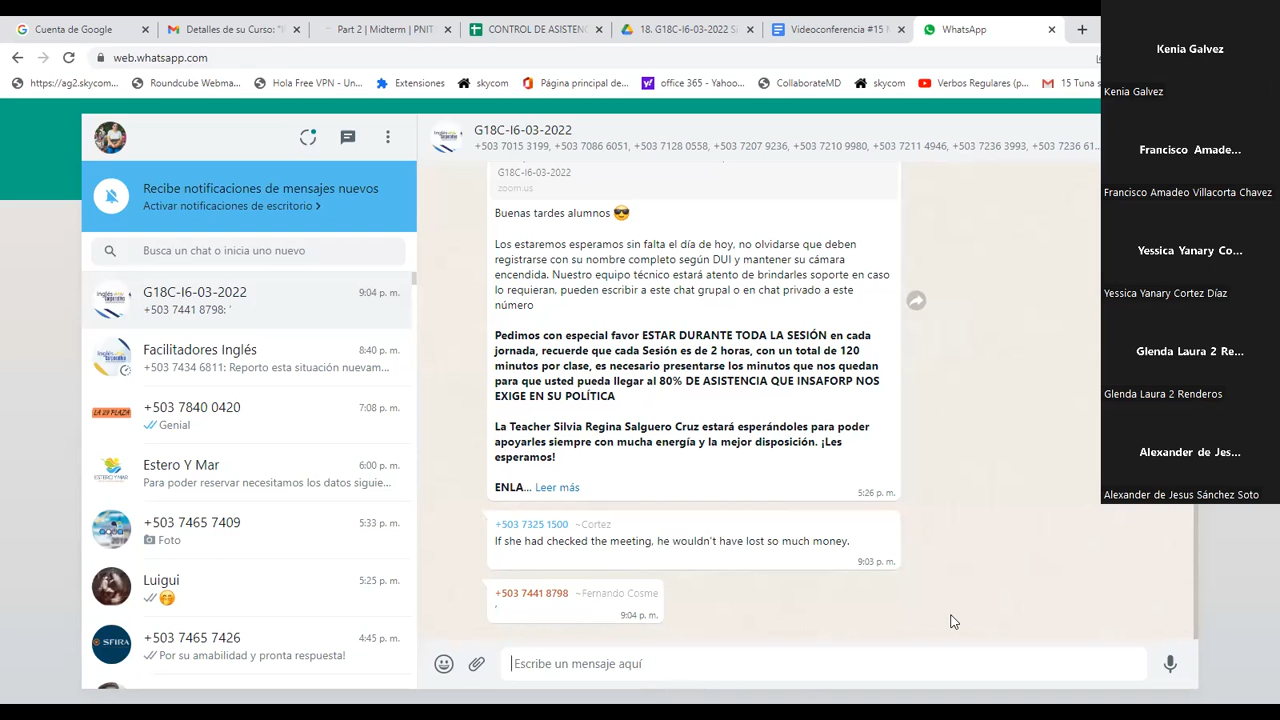 Cuenta de Google
Detalles de su Curso: "I
Part 2 | Midterm | PNIT
CONTROL DE ASISTENC
18. G18C-I6-03-2022 S
Videoconferencia #15 M
WhatsApp
web.whatsapp.com
https://ag2.skycom...
Roundcube Webma...
Hola Free VPN - Un...
Extensiones
skycom
Página principal de...
office 365 - Yahoo...
CollaborateMD
skycom
Verbos Regulares (p...
15 Tuna s
Recibe notificaciones de mensajes nuevos
Activar notificaciones de escritorio >
Busca un chat o inicia uno nuevo
G18C-I6-03-2022
9:04 p. m.
+503 7441 8798: ´
Facilitadores Inglés
8:40 p. m.
+503 7434 6811: Reporto esta situación nuevam...
LA 29 PLAZA
+503 7840 0420
7:08 p. m.
Genial
Estero Y Mar
6:00 p. m.
Para poder reservar necesitamos los datos siguie...
+503 7465 7409
5:33 p. m.
Foto
Luigui
5:25 p. m.
SFIRA
+503 7465 7426
4:45 p. m.
Por su amabilidad y pronta respuesta!
G18C-I6-03-2022
+503 7015 3199, +503 7086 6051, +503 7128 0558, +503 7207 9236, +503 7210 9980, +503 7211 4946, +503 7236 3993, +503 7236 61...
G18C-I6-03-2022
zoom.us
Buenas tardes alumnos 😎
Los estaremos esperamos sin falta el día de hoy, no olvidarse que deben
registrarse con su nombre completo según DUI y mantener su cámara
encendida. Nuestro equipo técnico estará atento de brindarles soporte en caso
lo requieran, pueden escribir a este chat grupal o en chat privado a este
número
Pedimos con especial favor ESTAR DURANTE TODA LA SESIÓN en cada
jornada, recuerde que cada Sesión es de 2 horas, con un total de 120
minutos por clase, es necesario presentarse los minutos que nos quedan
para que usted pueda llegar al 80% DE ASISTENCIA QUE INSAFORP NOS
EXIGE EN SU POLÍTICA
La Teacher Silvia Regina Salguero Cruz estará esperándoles para poder
apoyarles siempre con mucha energía y la mejor disposición. ¡Les
esperamos!
ENLA... Leer más
5:26 p. m.
+503 7325 1500 ~Cortez
If she had checked the meeting, he wouldn't have lost so much money.
9:03 p. m.
+503 7441 8798 ~Fernando Cosme
´
9:04 p. m.
Escribe un mensaje aquí
Kenia Galvez
Kenia Galvez
Francisco Amade...
Francisco Amadeo Villacorta Chavez
Yessica Yanary Co...
Yessica Yanary Cortez Díaz
Glenda Laura 2 Re...
Glenda Laura 2 Renderos
Alexander de Jes...
Alexander de Jesus Sánchez Soto